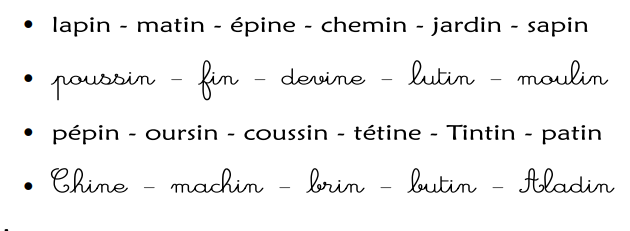 • lapin - matin - épine - chemin - jardin - sapin
• poussin - fin - devine - lutin - moulin
• pépin - oursin - coussin - tétine - Tintin - patin
• Chine - machin - brin - butin - Aladin